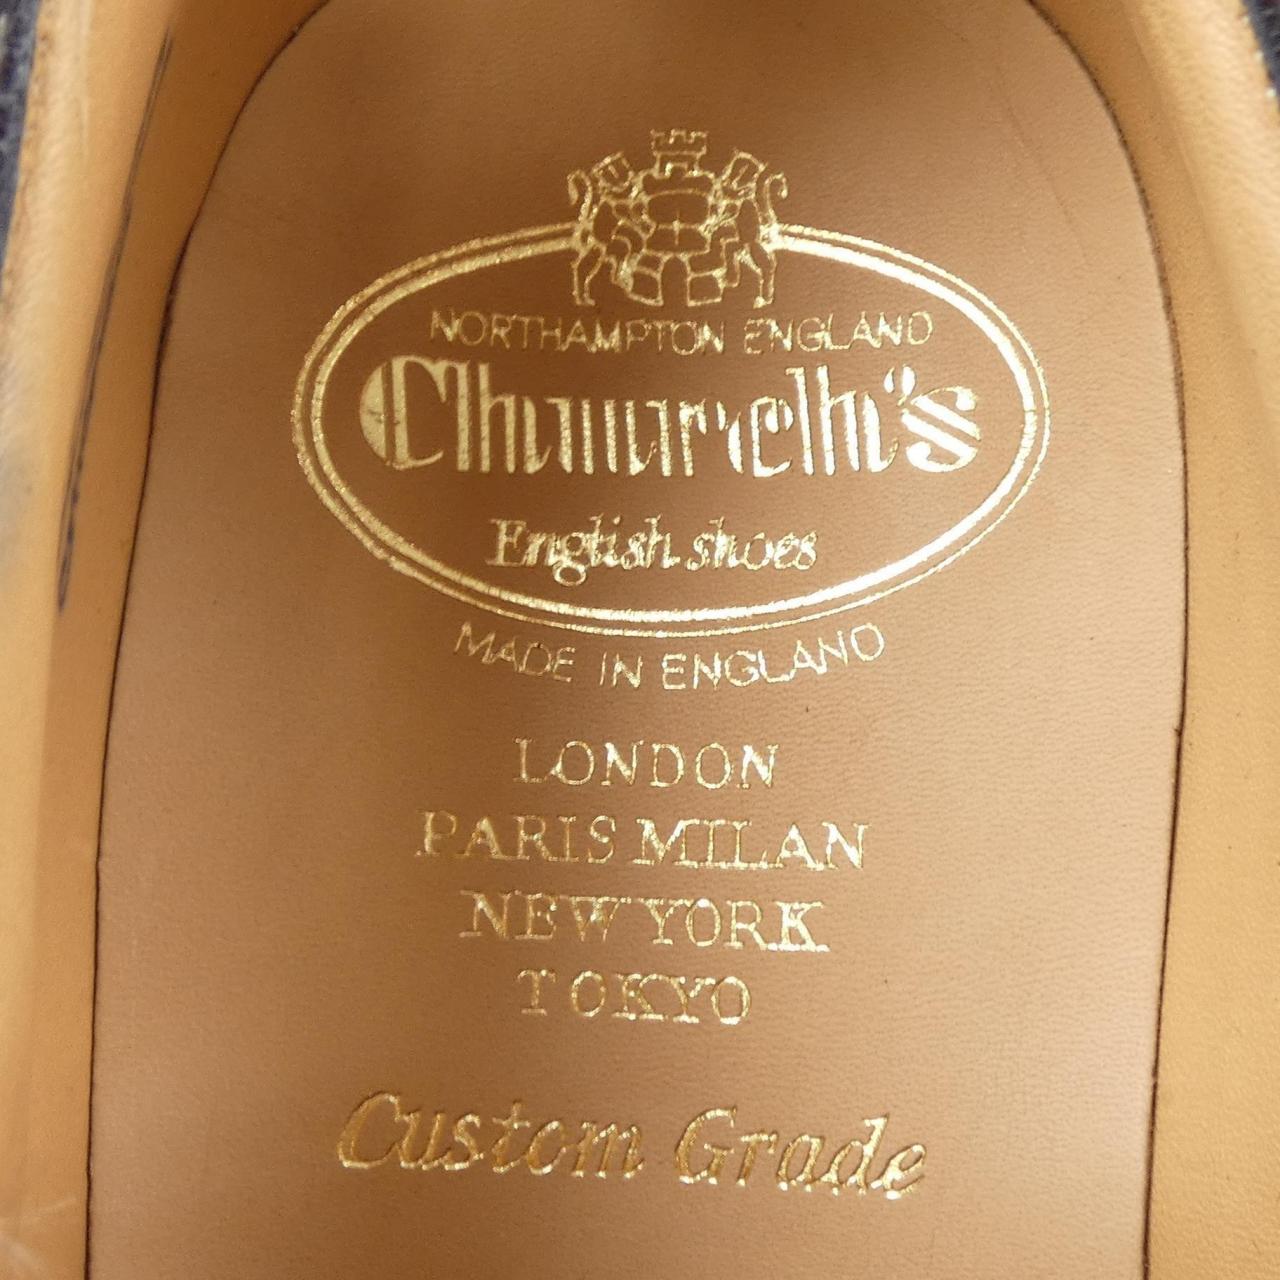 NORTHAMPTON ENGLAND
Church's
English shoes
MADE IN ENGLAND
LONDON
PARIS MILAN
NEW YORK
TOKYO
Custom Grade